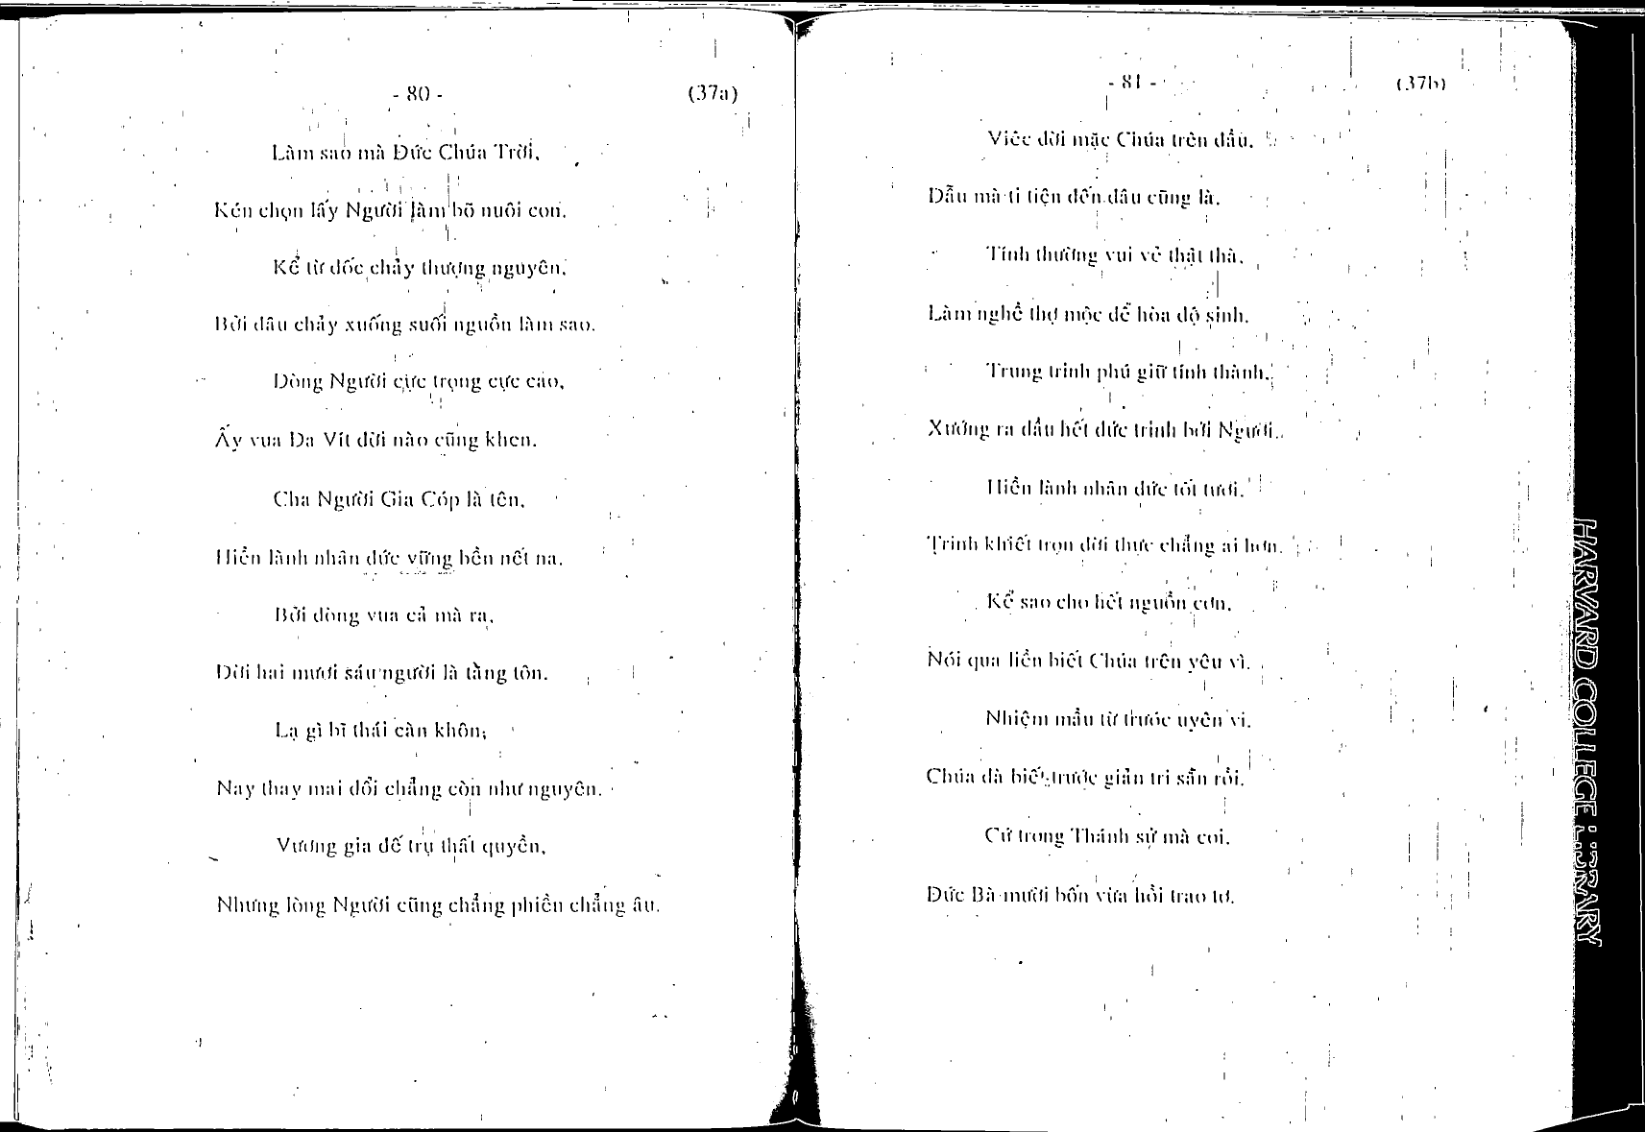 - 80 -
(37a)
Làm sao mà Đức Chúa Trời,
Kén chọn lấy Người làm bõ nuôi con.
Kể từ dốc chảy thượng nguyên,
Bởi đâu chảy xuống suối nguồn làm sao.
Dòng Người cực trọng cực cao,
Ấy vua Đa Vít đời nào cũng khen.
Cha Người Gia Cóp là tên,
Hiền lành nhân đức vững bền nết na.
Bởi dòng vua cả mà ra,
Đời hai mươi sáu người là tằng tôn.
Lạ gì bĩ thái càn khôn,
Nay thay mai đổi chẳng còn như nguyên.
Vương gia đế trụ thất quyền,
Nhưng lòng Người cũng chẳng phiền chẳng âu.
- 81 -
(37b)
Viêc đời mặc Chúa trên đầu,
Dẫu mà ti tiện đến đâu cũng là.
Tính thường vui vẻ thật thà,
Làm nghề thợ mộc để hòa độ sinh.
Trung trinh phú giữ tính thành,
Xướng ra đầu hết đức trinh bởi Người.
Hiền lành nhân đức tốt tươi,
Trinh khiết trọn đời thực chẳng ai hơn.
Kể sao cho hết nguồn cơn,
Nói qua liền biết Chúa trên yêu vì.
Nhiệm mầu từ trước uyên vi,
Chúa đà biết trước giản tri sẵn rồi.
Cứ trong Thánh sử mà coi,
Đức Bà mười bốn vừa hồi trao tơ.
HARVARD COLLEGE LIBRARY